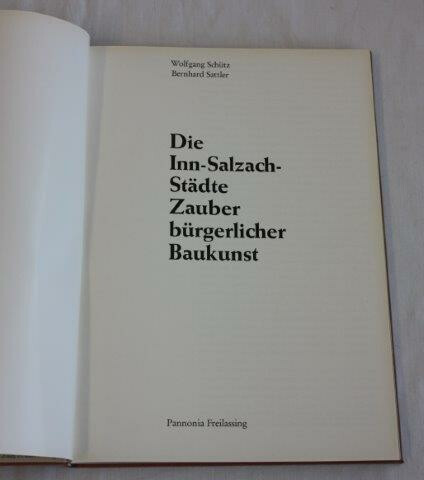 Wolfgang Schütz
Bernhard Sattler
Die
Inn-Salzach-
Städte
Zauber
bürgerlicher
Baukunst
Pannonia Freilassing